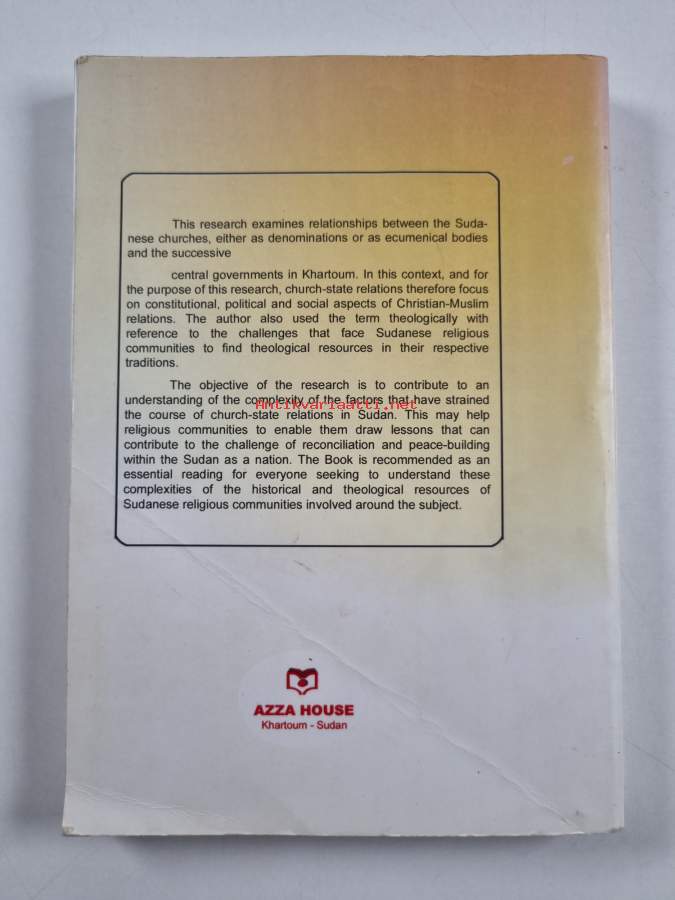 This research examines relationships between the Suda-
nese churches, either as denominations or as ecumenical bodies
and the successive
central governments in Khartoum. In this context, and for
the purpose of this research, church-state relations therefore focus
on constitutional, political and social aspects of Christian-Muslim
relations. The author also used the term theologically with
reference to the challenges that face Sudanese religious
communities to find theological resources in their respective
traditions.
The objective of the research is to contribute to an
understanding of the complexity of the factors that have strained
Antikvariaatti.net
the course of church-state relations in Sudan. This may help
religious communities to enable them draw lessons that can
contribute to the challenge of reconciliation and peace-building
within the Sudan as a nation. The Book is recommended as an
essential reading for everyone seeking to understand these
complexities of the historical and theological resources of
Sudanese religious communities involved around the subject.
AZZA HOUSE
Khartoum - Sudan